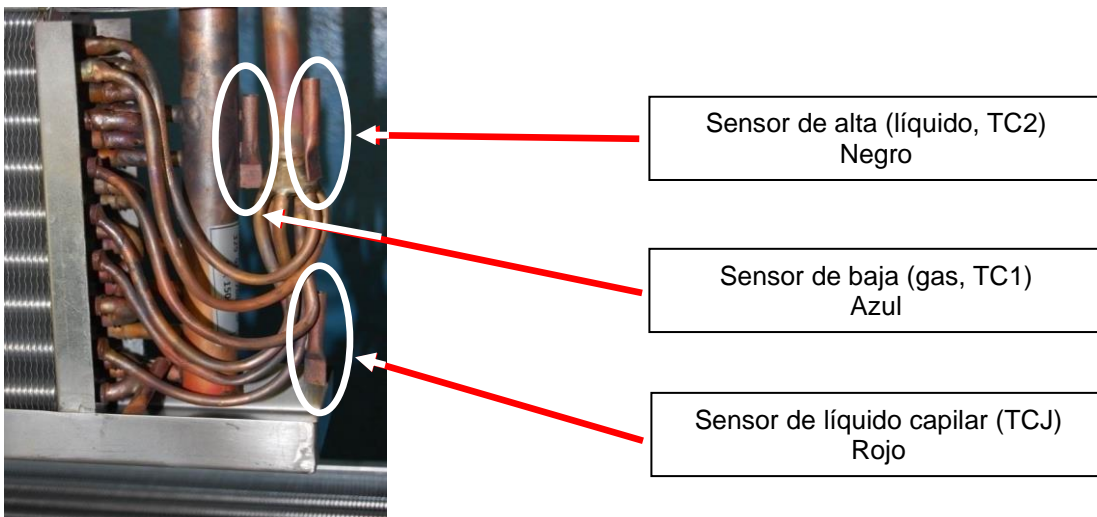 Sensor de alta (líquido, TC2)
Negro
Sensor de baja (gas, TC1)
Azul
Sensor de líquido capilar (TCJ)
Rojo